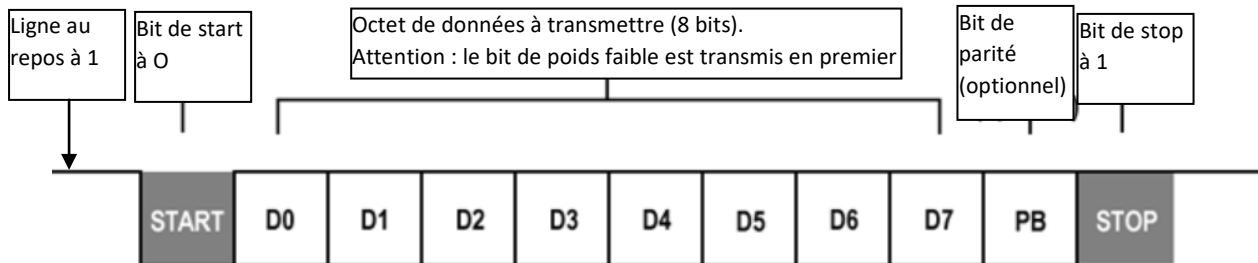 Ligne au
repos à 1
Bit de start
à O
Octet de données à transmettre (8 bits).
Attention : le bit de poids faible est transmis en premier
Bit de
parité
(optionnel)
Bit de stop
à 1
START D0 D1 D2 D3 D4 D5 D6 D7 PB STOP